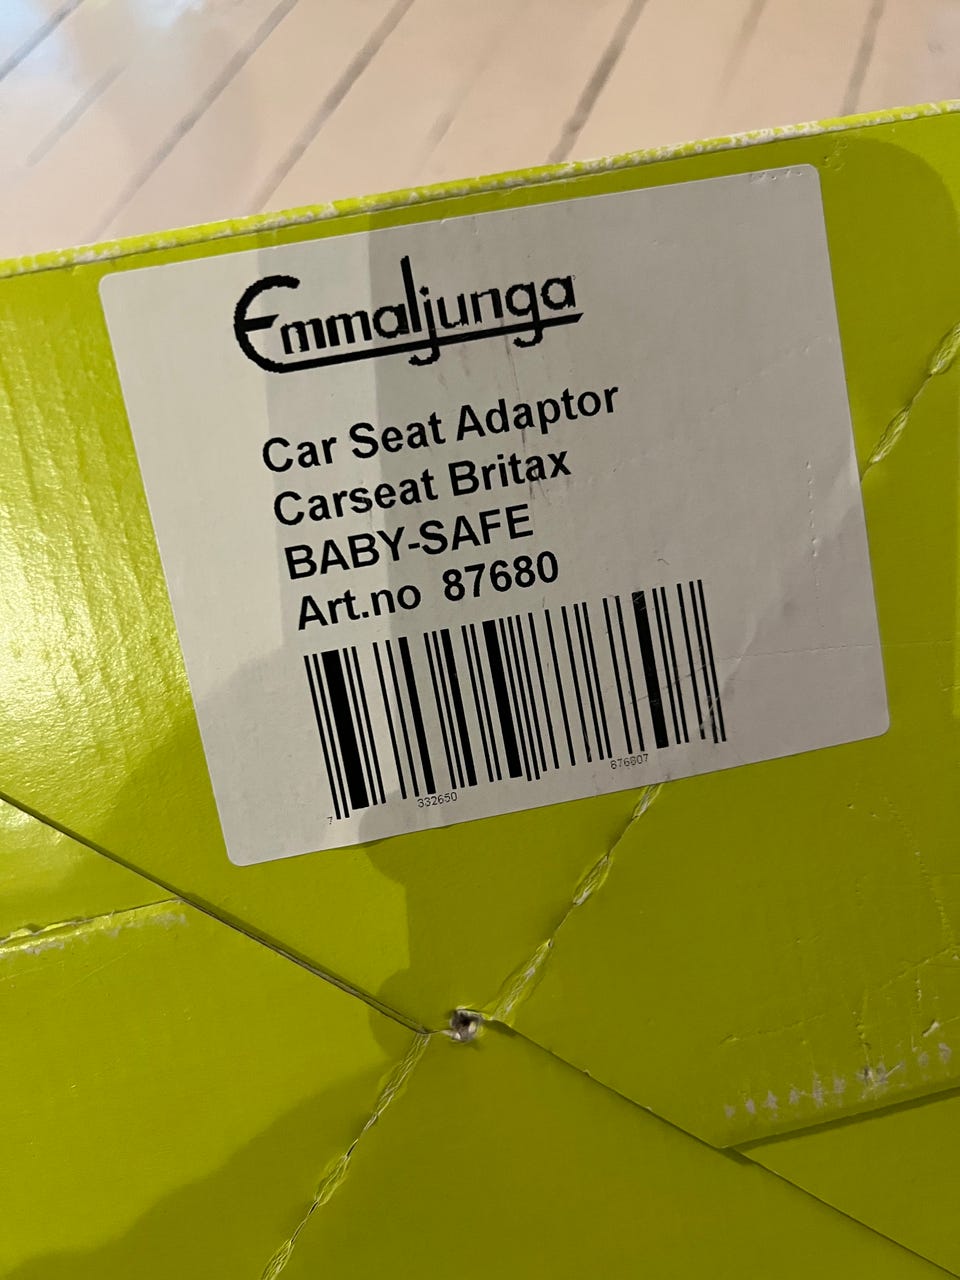 Emmaljunga
Car Seat Adaptor
Carseat Britax
BABY-SAFE
Art.no 87680
7 332650 876807